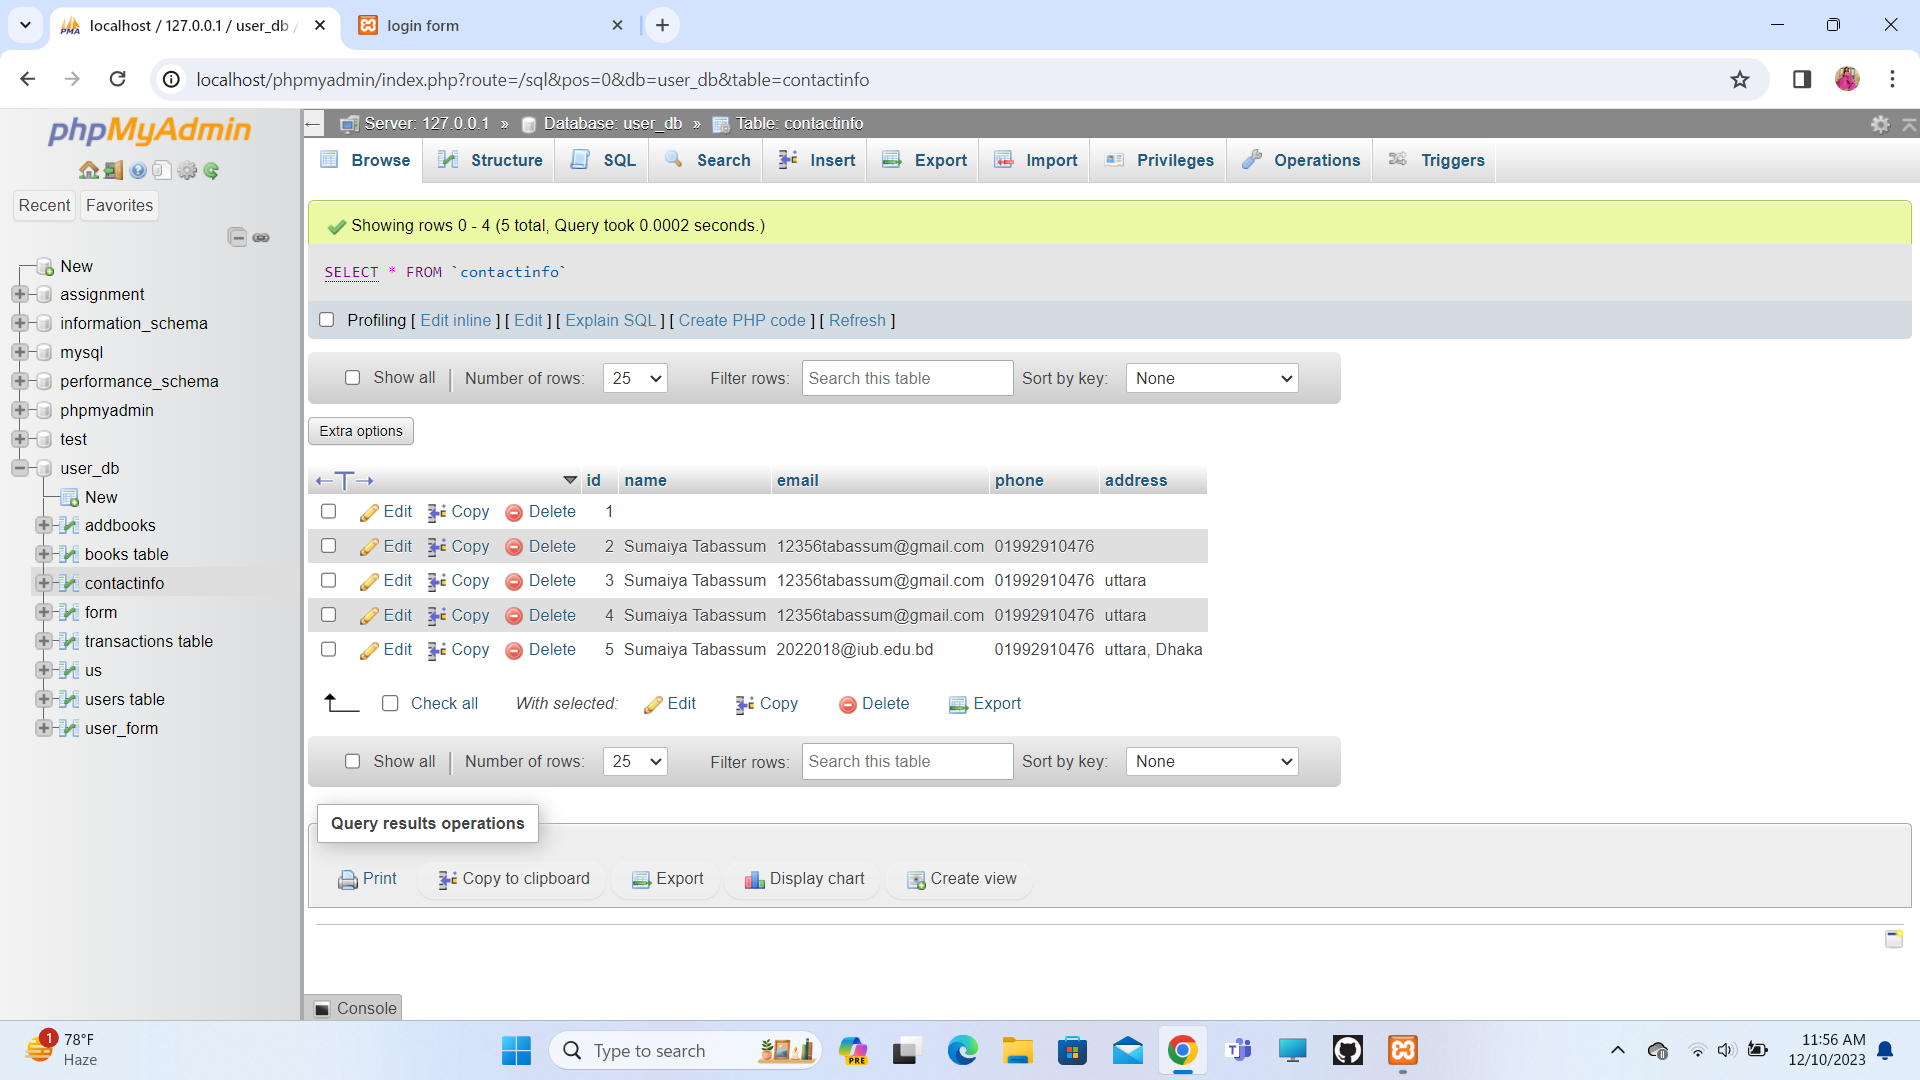 localhost / 127.0.0.1 / user_db /
login form
localhost/phpmyadmin/index.php?route=/sql&pos=0&db=user_db&table=contactinfo
phpMyAdmin
Recent Favorites
New
assignment
information_schema
mysql
performance_schema
phpmyadmin
test
user_db
New
addbooks
books table
contactinfo
form
transactions table
us
users table
user_form
Server: 127.0.0.1 » Database: user_db » Table: contactinfo
Browse Structure SQL Search Insert Export Import Privileges Operations Triggers
Showing rows 0 - 4 (5 total, Query took 0.0002 seconds.)
SELECT * FROM `contactinfo`
Profiling [ Edit inline ] [ Edit ] [ Explain SQL ] [ Create PHP code ] [ Refresh ]
Show all Number of rows: 25 Filter rows: Search this table Sort by key: None
Extra options
←T→ id name email phone address
Edit Copy Delete 1
Edit Copy Delete 2 Sumaiya Tabassum 12356tabassum@gmail.com 01992910476
Edit Copy Delete 3 Sumaiya Tabassum 12356tabassum@gmail.com 01992910476 uttara
Edit Copy Delete 4 Sumaiya Tabassum 12356tabassum@gmail.com 01992910476 uttara
Edit Copy Delete 5 Sumaiya Tabassum 2022018@iub.edu.bd 01992910476 uttara, Dhaka
Check all With selected: Edit Copy Delete Export
Show all Number of rows: 25 Filter rows: Search this table Sort by key: None
Query results operations
Print Copy to clipboard Export Display chart Create view
Console
1
78°F
Haze
Type to search
PRE
11:56 AM
12/10/2023